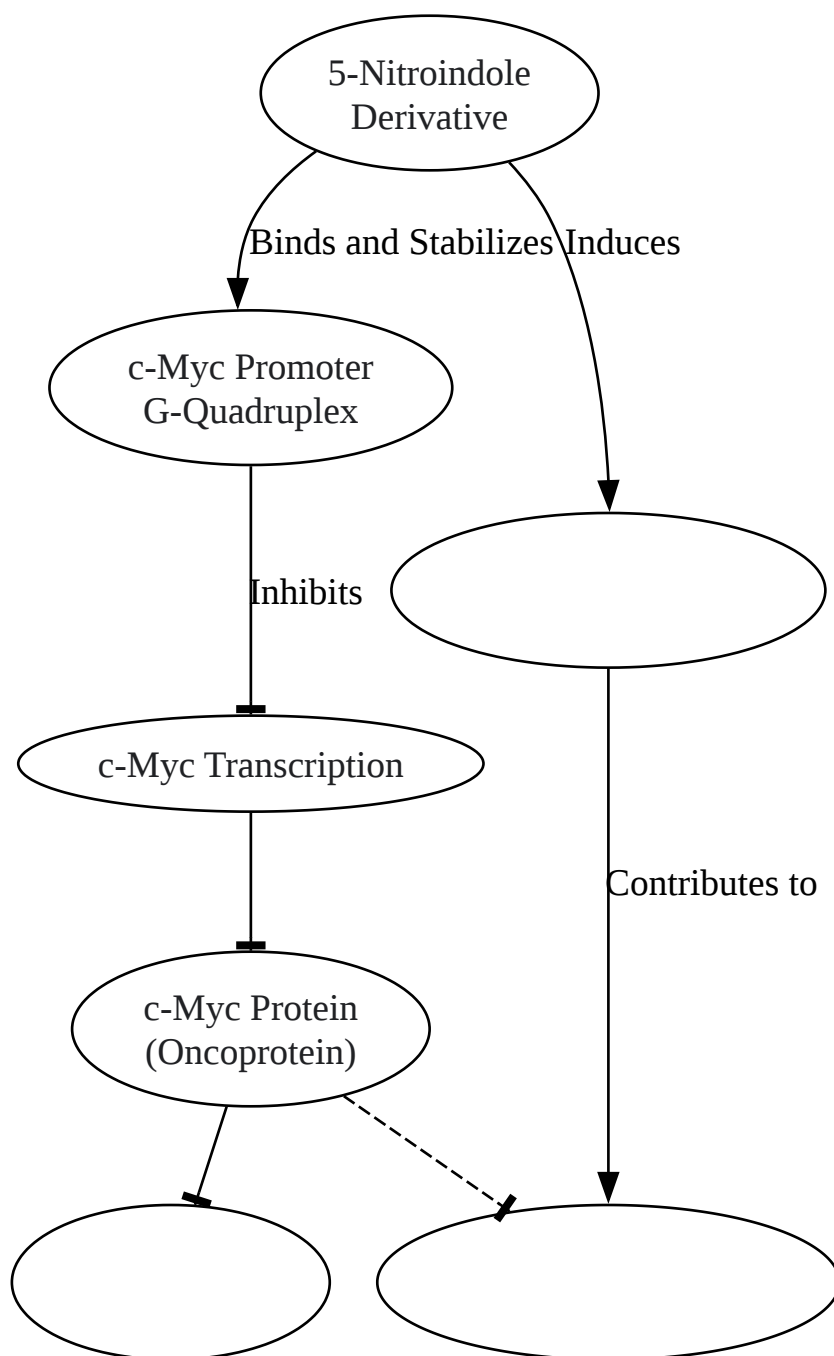 5-Nitroindole
Derivative
Binds and Stabilizes
Induces
c-Myc Promoter
G-Quadruplex
Inhibits
c-Myc Transcription
Contributes to
c-Myc Protein
(Oncoprotein)